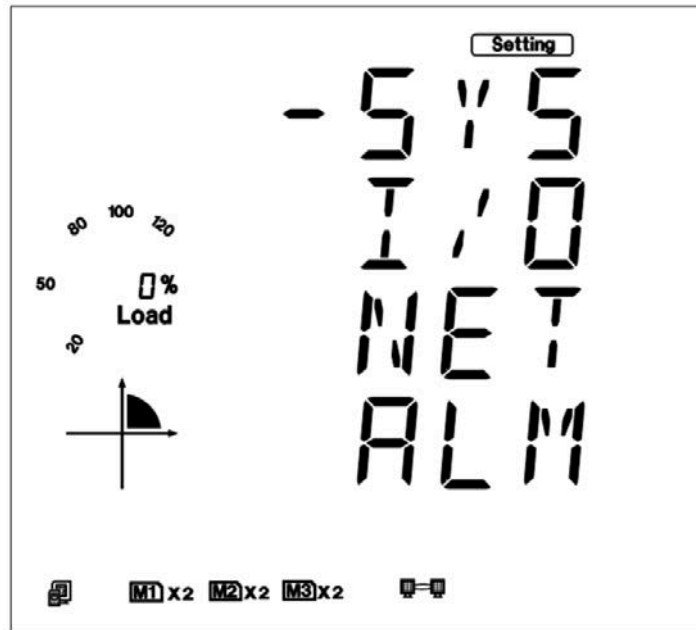 Setting
- SYS
I/O
NET
ALM
80 100 120
50
20
0%
Load
M1 X2 M2 X2 M3 X2